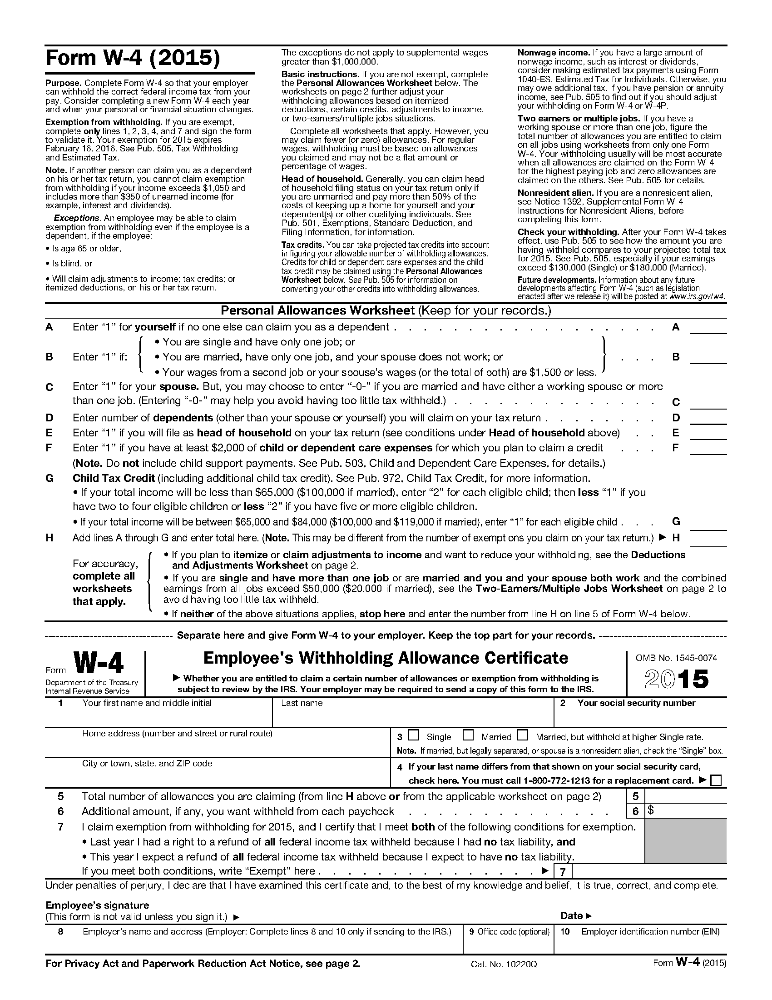 Form W-4 (2015)
Purpose. Complete Form W-4 so that your employer
can withhold the correct federal income tax from your
pay. Consider completing a new Form W-4 each year
and when your personal or financial situation changes.
Exemption from withholding. If you are exempt,
complete only lines 1, 2, 3, 4, and 7 and sign the form
to validate it. Your exemption for 2015 expires
February 16, 2016. See Pub. 505, Tax Withholding
and Estimated Tax.
Note. If another person can claim you as a dependent
on his or her tax return, you cannot claim exemption
from withholding if your income exceeds $1,050 and
includes more than $350 of unearned income (for
example, interest and dividends).
Exceptions. An employee may be able to claim
exemption from withholding even if the employee is a
dependent, if the employee:
• Is age 65 or older,
• Is blind, or
• Will claim adjustments to income; tax credits; or
itemized deductions, on his or her tax return.
The exceptions do not apply to supplemental wages
greater than $1,000,000.
Basic instructions. If you are not exempt, complete
the Personal Allowances Worksheet below. The
worksheets on page 2 further adjust your
withholding allowances based on itemized
deductions, certain credits, adjustments to income,
or two-earners/multiple jobs situations.
Complete all worksheets that apply. However, you
may claim fewer (or zero) allowances. For regular
wages, withholding must be based on allowances
you claimed and may not be a flat amount or
percentage of wages.
Head of household. Generally, you can claim head
of household filing status on your tax return only if
you are unmarried and pay more than 50% of the
costs of keeping up a home for yourself and your
dependent(s) or other qualifying individuals. See
Pub. 501, Exemptions, Standard Deduction, and
Filing Information, for information.
Tax credits. You can take projected tax credits into account
in figuring your allowable number of withholding allowances.
Credits for child or dependent care expenses and the child
tax credit may be claimed using the Personal Allowances
Worksheet below. See Pub. 505 for information on
converting your other credits into withholding allowances.
Nonwage income. If you have a large amount of
nonwage income, such as interest or dividends,
consider making estimated tax payments using Form
1040-ES, Estimated Tax for Individuals. Otherwise, you
may owe additional tax. If you have pension or annuity
income, see Pub. 505 to find out if you should adjust
your withholding on Form W-4 or W-4P.
Two earners or multiple jobs. If you have a
working spouse or more than one job, figure the
total number of allowances you are entitled to claim
on all jobs using worksheets from only one Form
W-4. Your withholding usually will be most accurate
when all allowances are claimed on the Form W-4
for the highest paying job and zero allowances are
claimed on the others. See Pub. 505 for details.
Nonresident alien. If you are a nonresident alien,
see Notice 1392, Supplemental Form W-4
Instructions for Nonresident Aliens, before
completing this form.
Check your withholding. After your Form W-4 takes
effect, use Pub. 505 to see how the amount you are
having withheld compares to your projected total tax
for 2015. See Pub. 505, especially if your earnings
exceed $130,000 (Single) or $180,000 (Married).
Future developments. Information about any future
developments affecting Form W-4 (such as legislation
enacted after we release it) will be posted at www.irs.gov/w4.
Personal Allowances Worksheet (Keep for your records.)
A Enter “1” for yourself if no one else can claim you as a dependent . . . . . . . . . . . . . . . . . . A
• You are single and have only one job; or
B Enter “1” if: • You are married, have only one job, and your spouse does not work; or . . . B
• Your wages from a second job or your spouse’s wages (or the total of both) are $1,500 or less.
C Enter “1” for your spouse. But, you may choose to enter “-0-” if you are married and have either a working spouse or more
than one job. (Entering “-0-” may help you avoid having too little tax withheld.) . . . . . . . . . . . . . . C
D Enter number of dependents (other than your spouse or yourself) you will claim on your tax return . . . . . . . . D
E Enter “1” if you will file as head of household on your tax return (see conditions under Head of household above) . . E
F Enter “1” if you have at least $2,000 of child or dependent care expenses for which you plan to claim a credit . . . F
(Note. Do not include child support payments. See Pub. 503, Child and Dependent Care Expenses, for details.)
G Child Tax Credit (including additional child tax credit). See Pub. 972, Child Tax Credit, for more information.
• If your total income will be less than $65,000 ($100,000 if married), enter “2” for each eligible child; then less “1” if you
have two to four eligible children or less “2” if you have five or more eligible children.
• If your total income will be between $65,000 and $84,000 ($100,000 and $119,000 if married), enter “1” for each eligible child . . . G
H Add lines A through G and enter total here. (Note. This may be different from the number of exemptions you claim on your tax return.) ▶ H
For accuracy,
complete all
worksheets
that apply.
• If you plan to itemize or claim adjustments to income and want to reduce your withholding, see the Deductions
and Adjustments Worksheet on page 2.
• If you are single and have more than one job or are married and you and your spouse both work and the combined
earnings from all jobs exceed $50,000 ($20,000 if married), see the Two-Earners/Multiple Jobs Worksheet on page 2 to
avoid having too little tax withheld.
• If neither of the above situations applies, stop here and enter the number from line H on line 5 of Form W-4 below.
Separate here and give Form W-4 to your employer. Keep the top part for your records.
Form W-4
Department of the Treasury
Internal Revenue Service
Employee's Withholding Allowance Certificate
▶ Whether you are entitled to claim a certain number of allowances or exemption from withholding is
subject to review by the IRS. Your employer may be required to send a copy of this form to the IRS.
OMB No. 1545-0074
2015
1 Your first name and middle initial
Last name
2 Your social security number
Home address (number and street or rural route)
3 Single Married Married, but withhold at higher Single rate.
Note. If married, but legally separated, or spouse is a nonresident alien, check the “Single” box.
City or town, state, and ZIP code
4 If your last name differs from that shown on your social security card,
check here. You must call 1-800-772-1213 for a replacement card. ▶
5 Total number of allowances you are claiming (from line H above or from the applicable worksheet on page 2) 5
6 Additional amount, if any, you want withheld from each paycheck . . . . . . . . . . . . . . 6 $
7 I claim exemption from withholding for 2015, and I certify that I meet both of the following conditions for exemption.
• Last year I had a right to a refund of all federal income tax withheld because I had no tax liability, and
• This year I expect a refund of all federal income tax withheld because I expect to have no tax liability.
If you meet both conditions, write “Exempt” here . . . . . . . . . . . . . . . ▶ 7
Under penalties of perjury, I declare that I have examined this certificate and, to the best of my knowledge and belief, it is true, correct, and complete.
Employee’s signature
(This form is not valid unless you sign it.) ▶ Date ▶
8 Employer’s name and address (Employer: Complete lines 8 and 10 only if sending to the IRS.)
9 Office code (optional)
10 Employer identification number (EIN)
For Privacy Act and Paperwork Reduction Act Notice, see page 2. Cat. No. 10220Q Form W-4 (2015)